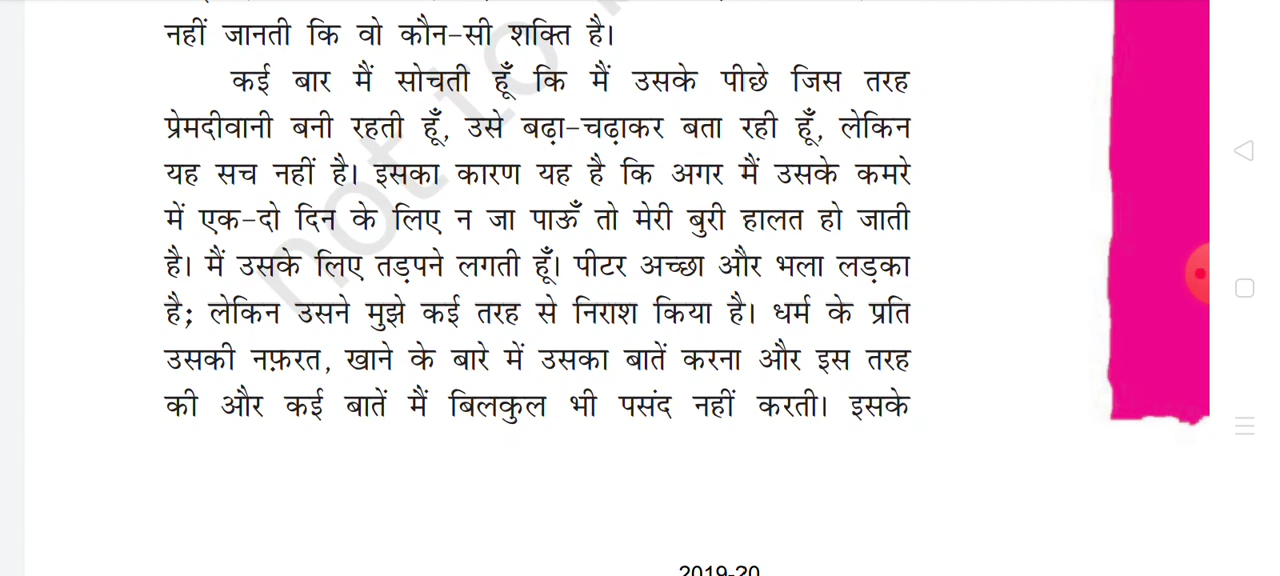 नहीं जानती कि वो कौन-सी शक्ति है।
कई बार मैं सोचती हूँ कि मैं उसके पीछे जिस तरह
प्रेमदीवानी बनी रहती हूँ, उसे बढ़ा-चढ़ाकर बता रही हूँ, लेकिन
यह सच नहीं है। इसका कारण यह है कि अगर मैं उसके कमरे
में एक-दो दिन के लिए न जा पाऊँ तो मेरी बुरी हालत हो जाती
है। मैं उसके लिए तड़पने लगती हूँ। पीटर अच्छा और भला लड़का
है; लेकिन उसने मुझे कई तरह से निराश किया है। धर्म के प्रति
उसकी नफ़रत, खाने के बारे में उसका बातें करना और इस तरह
की और कई बातें मैं बिलकुल भी पसंद नहीं करती। इसके
not to
2019-20